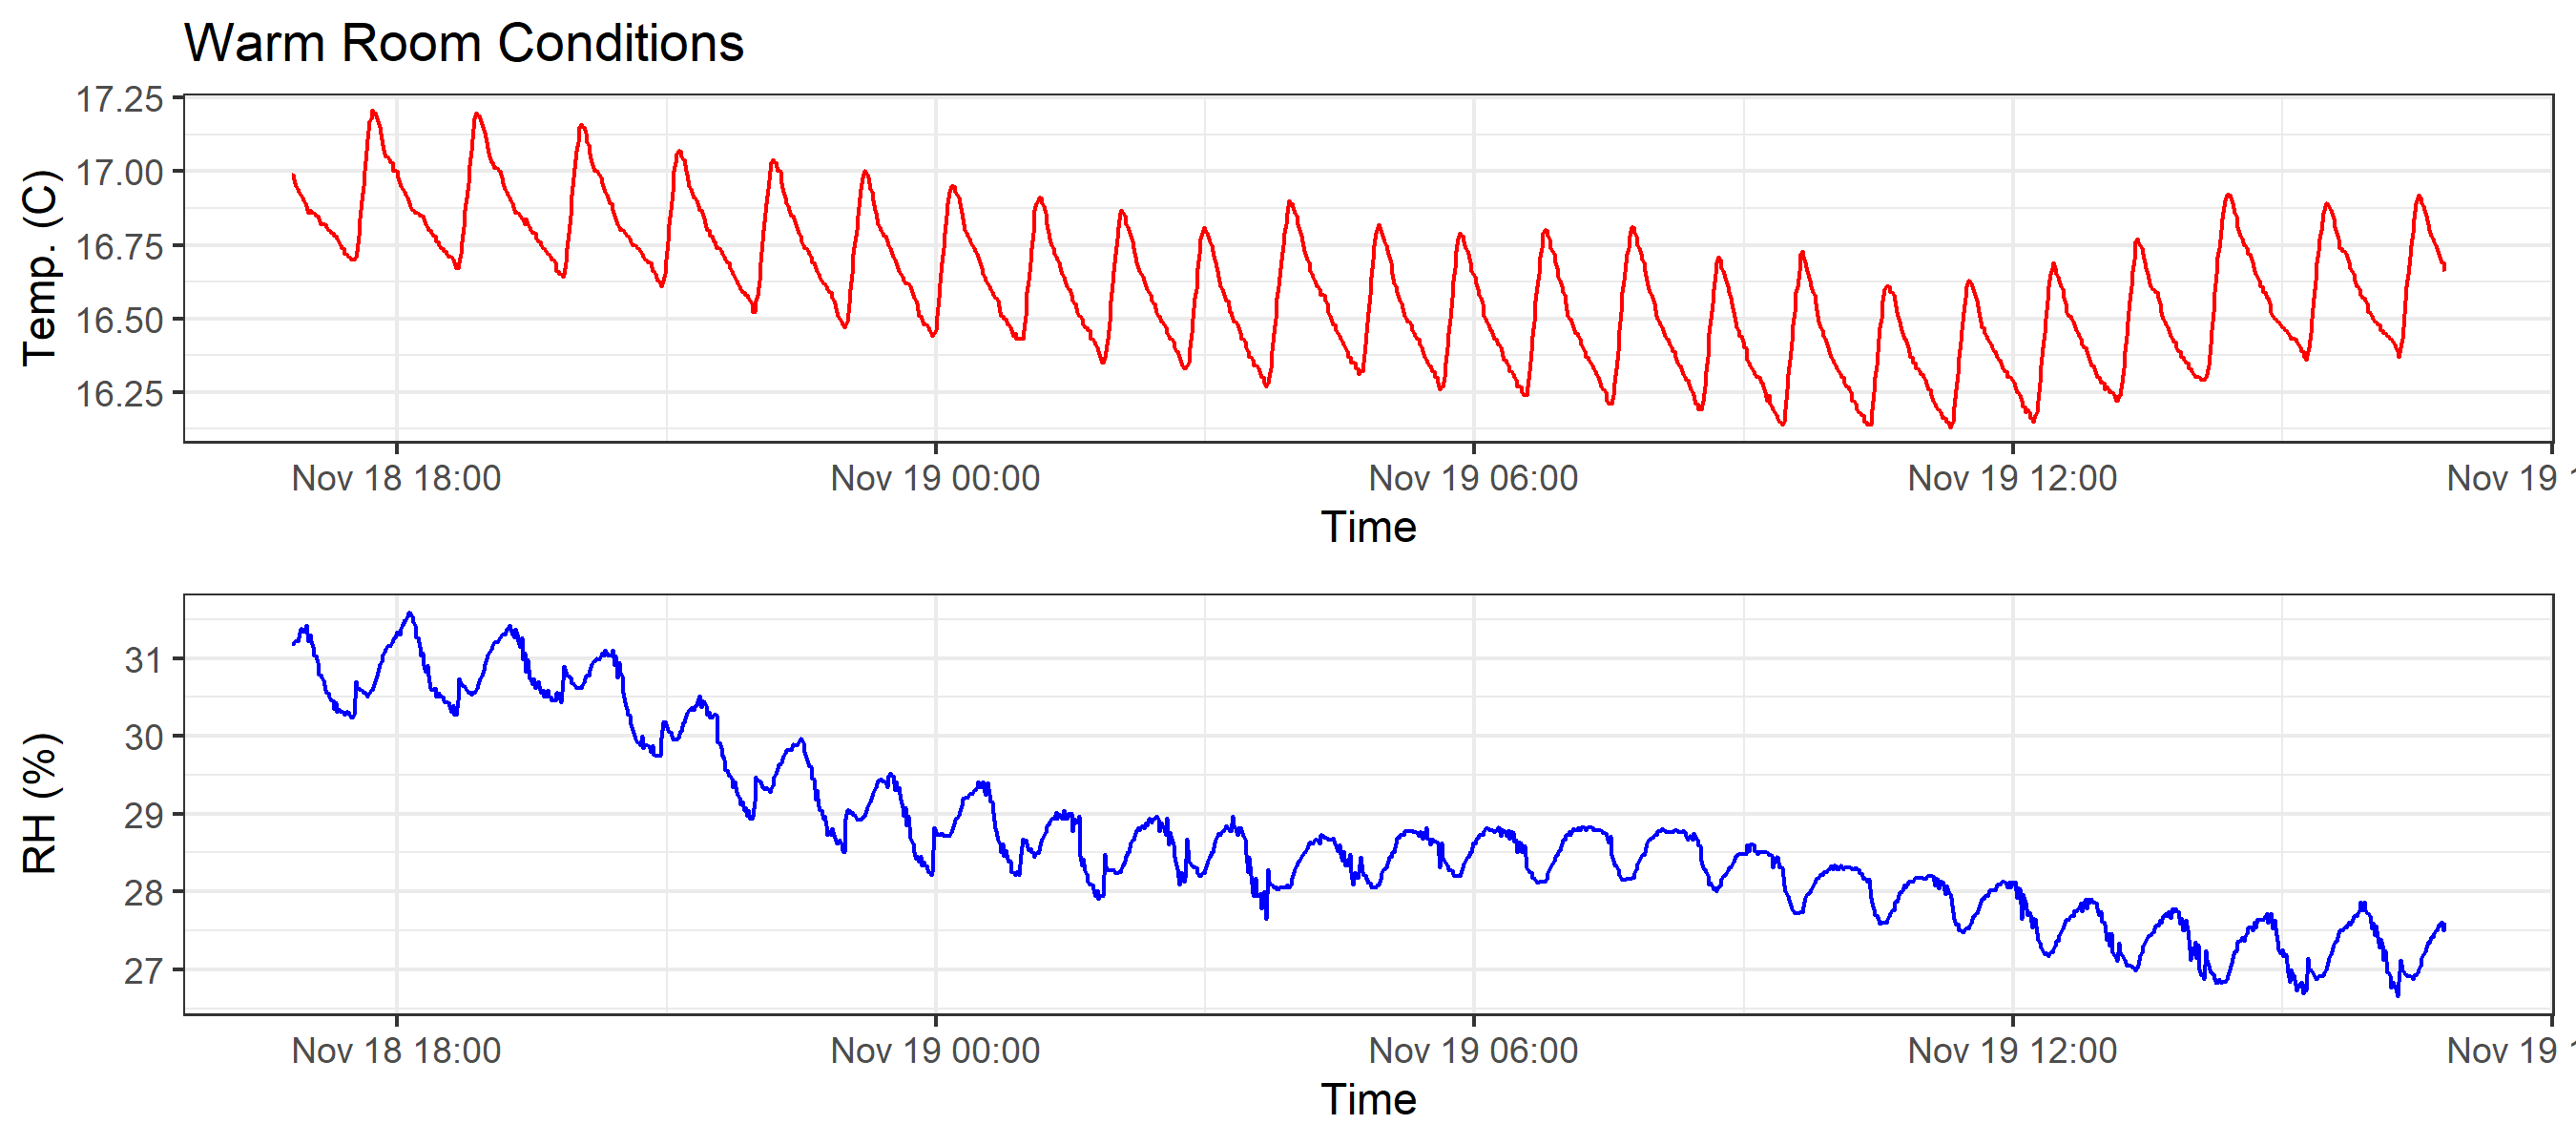 Warm Room Conditions
Temp. (C)
17.25
17.00
16.75
16.50
16.25
Nov 18 18:00 Nov 19 00:00 Nov 19 06:00 Nov 19 12:00 Nov 19 1
Time
RH (%)
31
30
29
28
27
Nov 18 18:00 Nov 19 00:00 Nov 19 06:00 Nov 19 12:00 Nov 19 1
Time